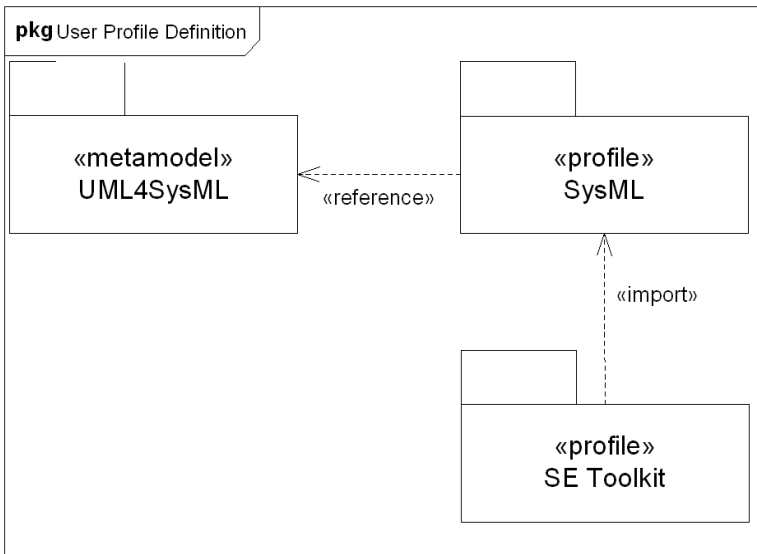 pkg User Profile Definition
«metamodel»
UML4SysML
«reference»
«profile»
SysML
«import»
«profile»
SE Toolkit